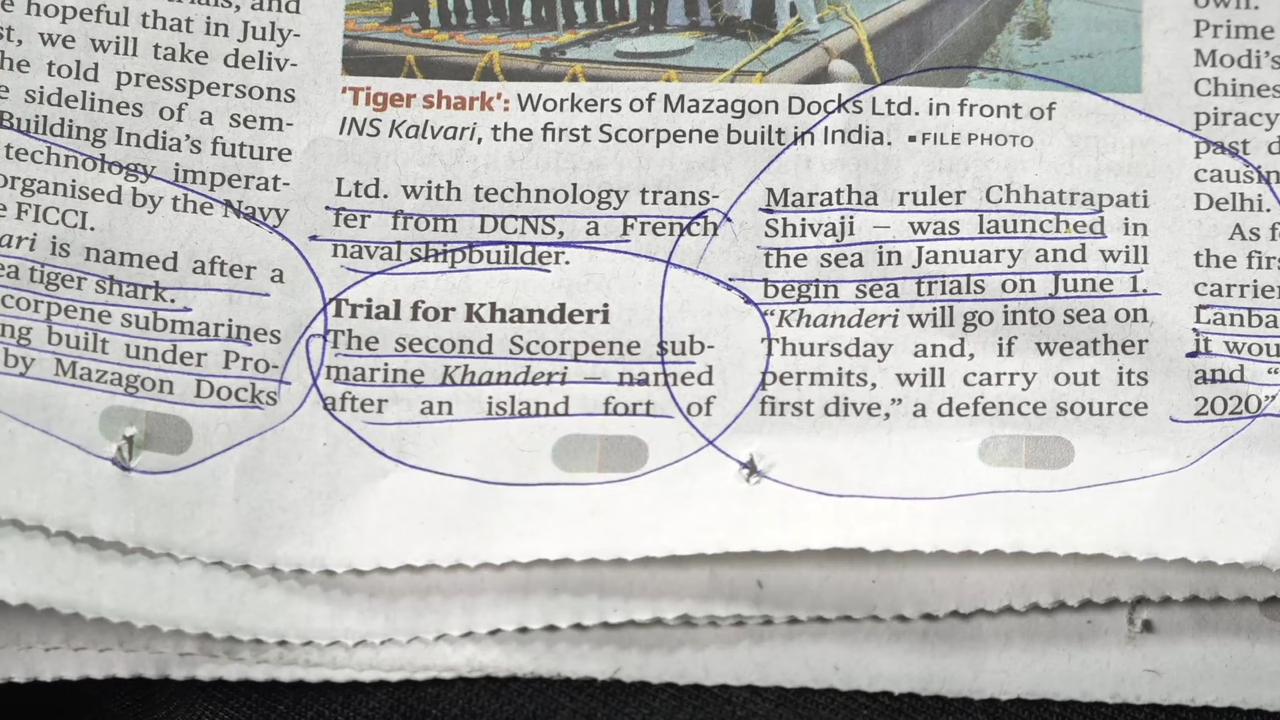 and
e hopeful that in July-
st, we will take deliv-
he told presspersons
e sidelines of a sem-
Building India's future
technology imperat-
organised by the Navy
e FICCI.
ari is named after a
ea tiger shark.
corpene submarines
ng built under Pro-
by Mazagon Docks
'Tiger shark': Workers of Mazagon Docks Ltd. in front of
INS Kalvari, the first Scorpene built in India. ▪ FILE PHOTO
Ltd. with technology trans-
fer from DCNS, a French
naval shipbuilder.
Trial for Khanderi
The second Scorpene sub-
marine Khanderi – named
after an island fort of
Maratha ruler Chhatrapati
Shivaji – was launched in
the sea in January and will
begin sea trials on June 1.
"Khanderi will go into sea on
Thursday and, if weather
permits, will carry out its
first dive," a defence source
own.
Prime
Modi's
Chines
piracy
past d
causin
Delhi.
As f
the firs
carrier
Lanba
it wou
and "
2020"